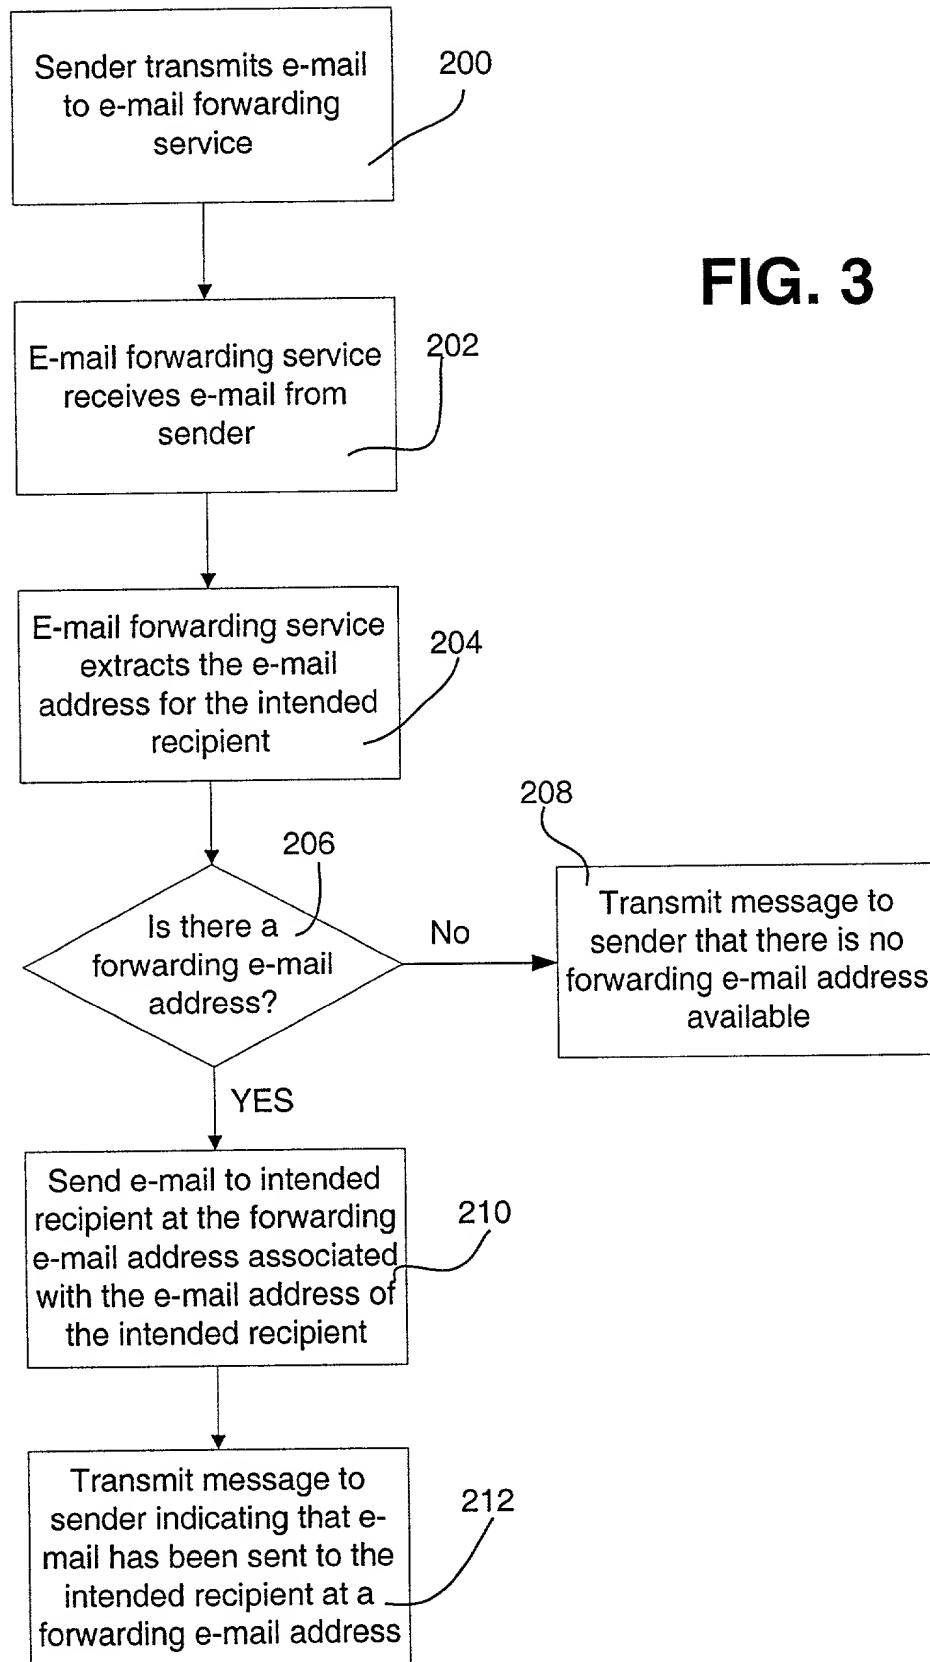 Sender transmits e-mail
to e-mail forwarding
service
200
FIG. 3
E-mail forwarding service
receives e-mail from
sender
202
E-mail forwarding service
extracts the e-mail
address for the intended
recipient
204
206
Is there a
forwarding e-mail
address?
No
208
Transmit message to
sender that there is no
forwarding e-mail address
available
YES
Send e-mail to intended
recipient at the forwarding
e-mail address associated
with the e-mail address of
the intended recipient
210
Transmit message to
sender indicating that e-
mail has been sent to the
intended recipient at a
forwarding e-mail address
212